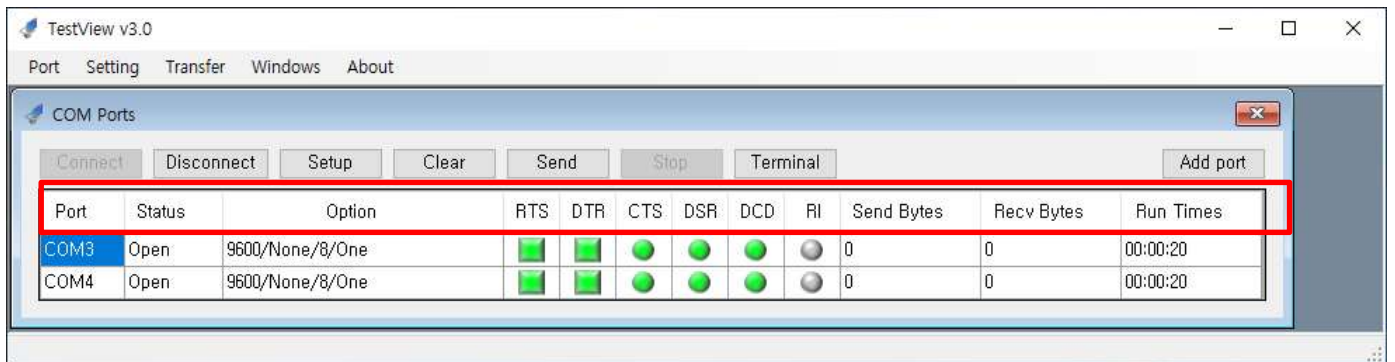 TestView v3.0
Port Setting Transfer Windows About
COM Ports
Connect Disconnect Setup Clear Send Stop Terminal Add port
Port Status Option RTS DTR CTS DSR DCD RI Send Bytes Recv Bytes Run Times
COM3 Open 9600/None/8/One 0 0 00:00:20
COM4 Open 9600/None/8/One 0 0 00:00:20